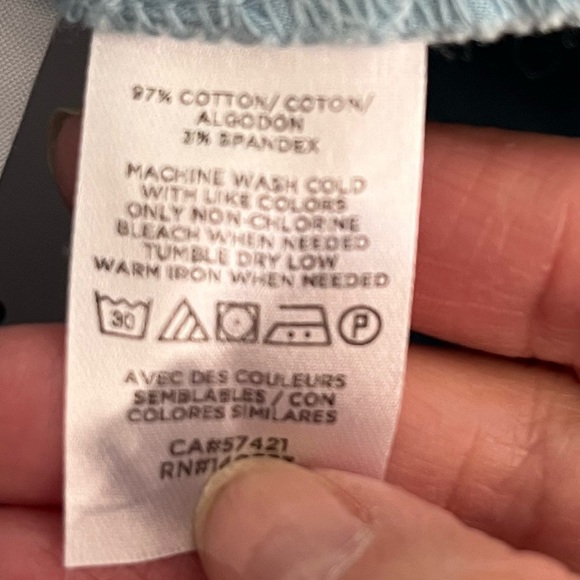 97% COTTON/ COTON/
ALGODON
3% SPANDEX
MACHINE WASH COLD
WITH LIKE COLORS
ONLY NON-CHLORINE
BLEACH WHEN NEEDED
TUMBLE DRY LOW
WARM IRON WHEN NEEDED
30 P
AVEC DES COULEURS
SEMBLABLES / CON
COLORES SIMILARES
CA#57421